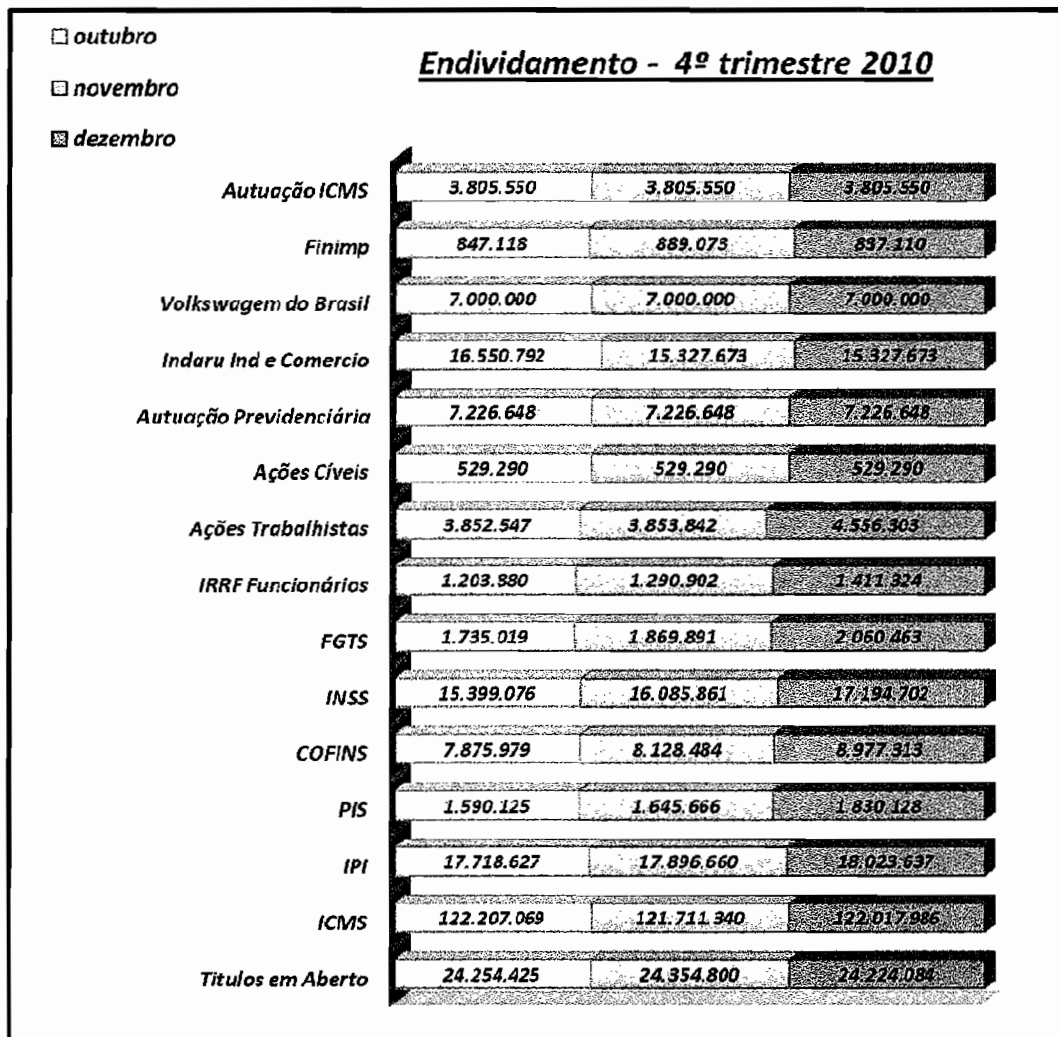 outubro
novembro
dezembro
Endividamento - 4º trimestre 2010
Autuação ICMS 3.805.550 3.805.550 3.805.550
Finimp 847.118 889.073 837.110
Volkswagem do Brasil 7.000.000 7.000.000 7.000.000
Indaru Ind e Comercio 16.550.792 15.327.673 15.327.673
Autuação Previdenciária 7.226.648 7.226.648 7.226.648
Ações Cíveis 529.290 529.290 529.290
Ações Trabalhistas 3.852.547 3.853.842 4.556.303
IRRF Funcionários 1.203.880 1.290.902 1.411.324
FGTS 1.735.019 1.869.891 2.060.463
INSS 15.399.076 16.085.861 17.194.702
COFINS 7.875.979 8.128.484 8.977.313
PIS 1.590.125 1.645.666 1.830.128
IPI 17.718.627 17.896.660 18.023.637
ICMS 122.207.069 121.711.340 122.017.986
Titulos em Aberto 24.254.425 24.354.800 24.224.084